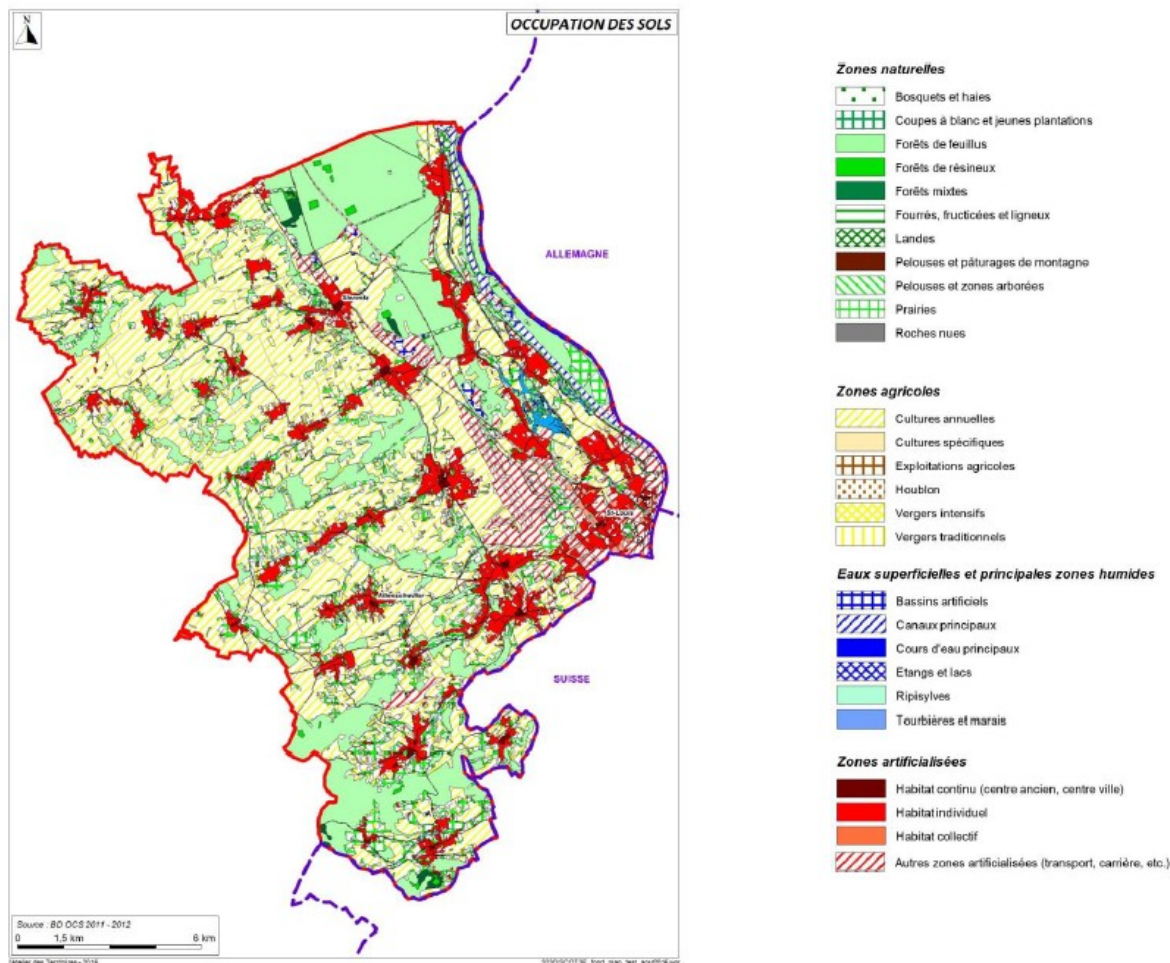 OCCUPATION DES SOLS
N
ALLEMAGNE
Sierentz
St-Louis
Attenschwiller
SUISSE
Source : BD OCS 2011 - 2012
0 1,5 km 6 km
Zones naturelles
Bosquets et haies
Coupes à blanc et jeunes plantations
Forêts de feuillus
Forêts de résineux
Forêts mixtes
Fourrés, fructicées et ligneux
Landes
Pelouses et pâturages de montagne
Pelouses et zones arborées
Prairies
Roches nues
Zones agricoles
Cultures annuelles
Cultures spécifiques
Exploitations agricoles
Houblon
Vergers intensifs
Vergers traditionnels
Eaux superficielles et principales zones humides
Bassins artificiels
Canaux principaux
Cours d'eau principaux
Etangs et lacs
Ripisylves
Tourbières et marais
Zones artificialisées
Habitat continu (centre ancien, centre ville)
Habitat individuel
Habitat collectif
Autres zones artificialisées (transport, carrière, etc.)